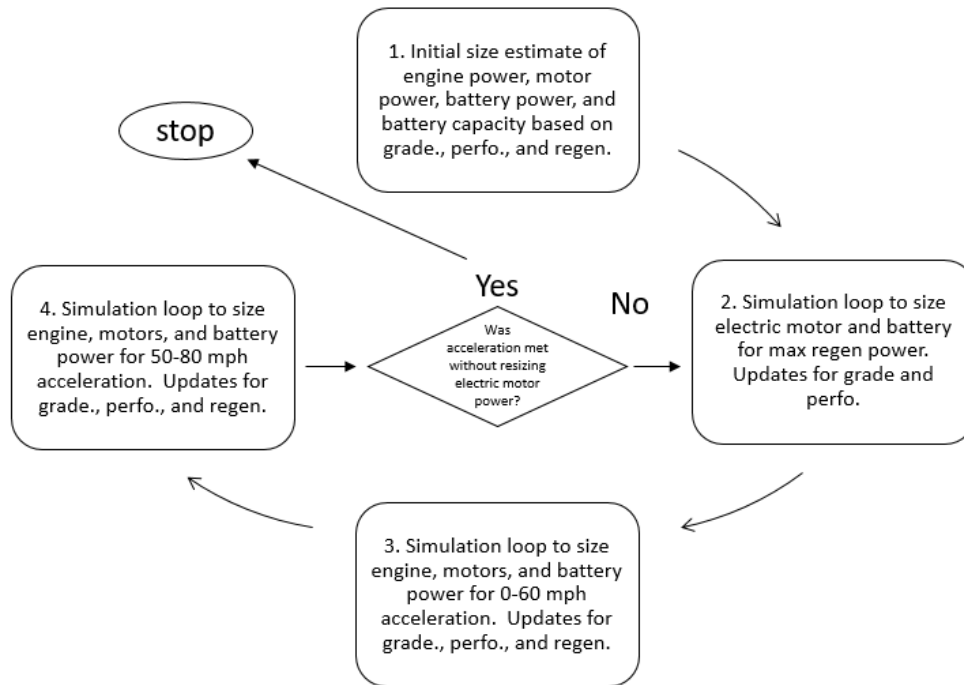 1. Initial size estimate of
engine power, motor
power, battery power, and
battery capacity based on
grade., perfo., and regen.
stop
Yes
No
4. Simulation loop to size
engine, motors, and battery
power for 50-80 mph
acceleration.  Updates for
grade., perfo., and regen.
Was
acceleration met
without resizing
electric motor
power?
2. Simulation loop to size
electric motor and battery
for max regen power.
Updates for grade and
perfo.
3. Simulation loop to size
engine, motors, and battery
power for 0-60 mph
acceleration.  Updates for
grade., perfo., and regen.